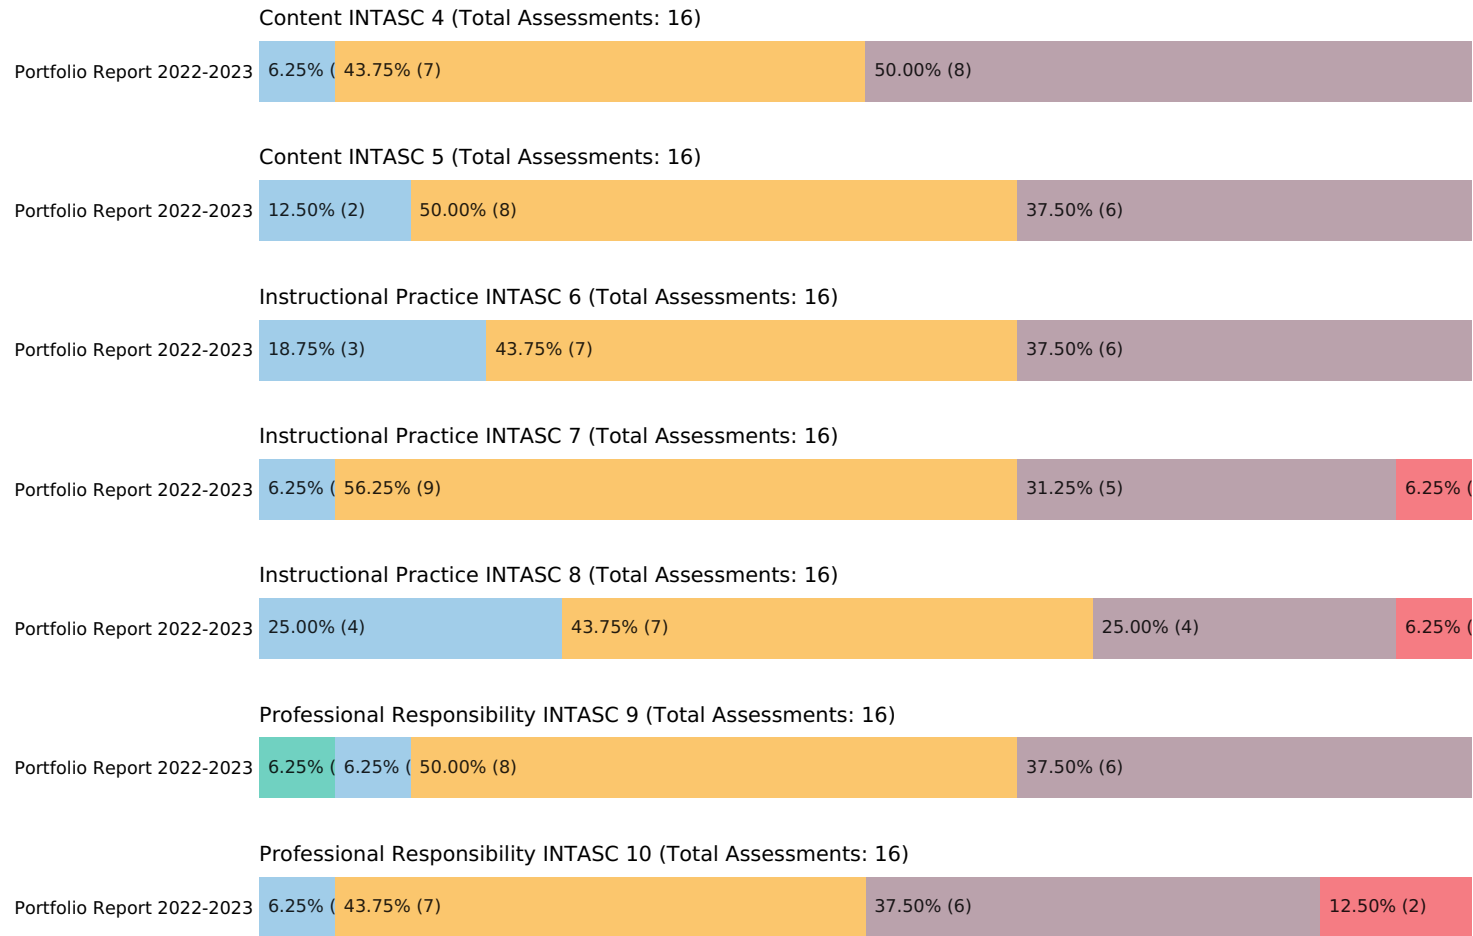 Content INTASC 4 (Total Assessments: 16)
Portfolio Report 2022-2023 6.25% ( 43.75% (7) 50.00% (8)
Content INTASC 5 (Total Assessments: 16)
Portfolio Report 2022-2023 12.50% (2) 50.00% (8) 37.50% (6)
Instructional Practice INTASC 6 (Total Assessments: 16)
Portfolio Report 2022-2023 18.75% (3) 43.75% (7) 37.50% (6)
Instructional Practice INTASC 7 (Total Assessments: 16)
Portfolio Report 2022-2023 6.25% ( 56.25% (9) 31.25% (5) 6.25% (
Instructional Practice INTASC 8 (Total Assessments: 16)
Portfolio Report 2022-2023 25.00% (4) 43.75% (7) 25.00% (4) 6.25% (
Professional Responsibility INTASC 9 (Total Assessments: 16)
Portfolio Report 2022-2023 6.25% ( 6.25% ( 50.00% (8) 37.50% (6)
Professional Responsibility INTASC 10 (Total Assessments: 16)
Portfolio Report 2022-2023 6.25% ( 43.75% (7) 37.50% (6) 12.50% (2)